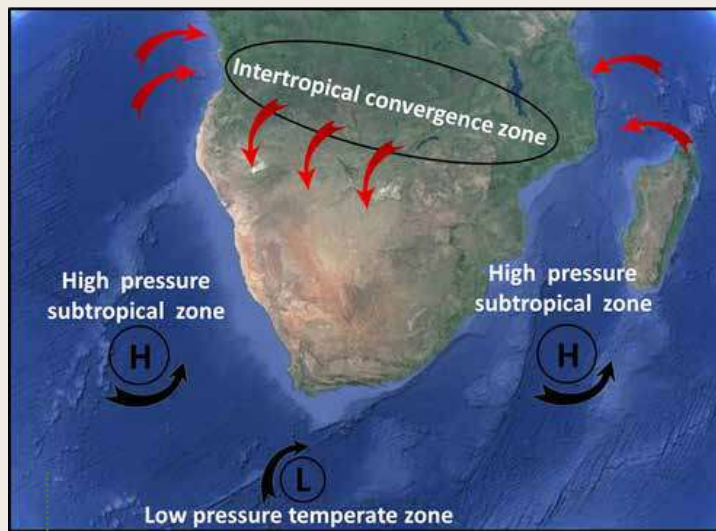 Intertropical convergence zone
High pressure
subtropical zone
H
High pressure
subtropical zone
H
L
Low pressure temperate zone